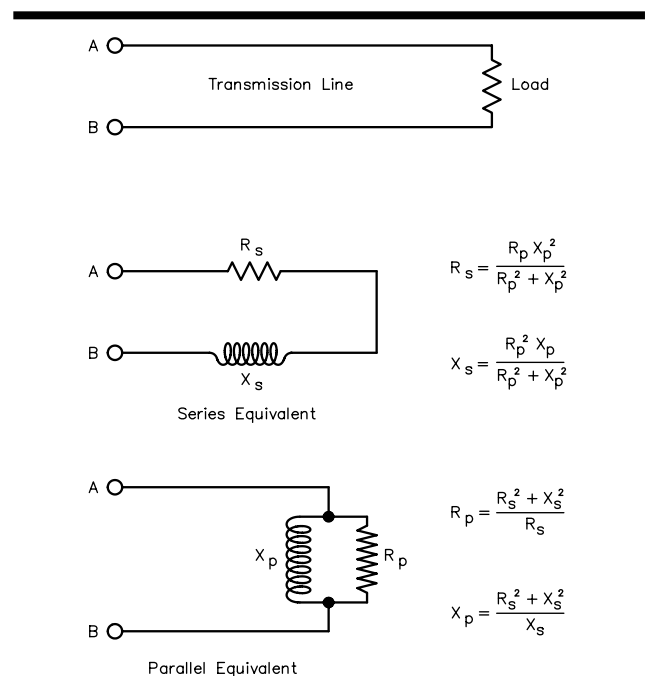 A
Transmission Line
Load
B
R s
A
R s = R p X p ² / R p ² + X p ²
B
X s
X s = R p ² X p / R p ² + X p ²
Series Equivalent
A
R p = R s ² + X s ² / R s
X p
R p
X p = R s ² + X s ² / X s
B
Parallel Equivalent